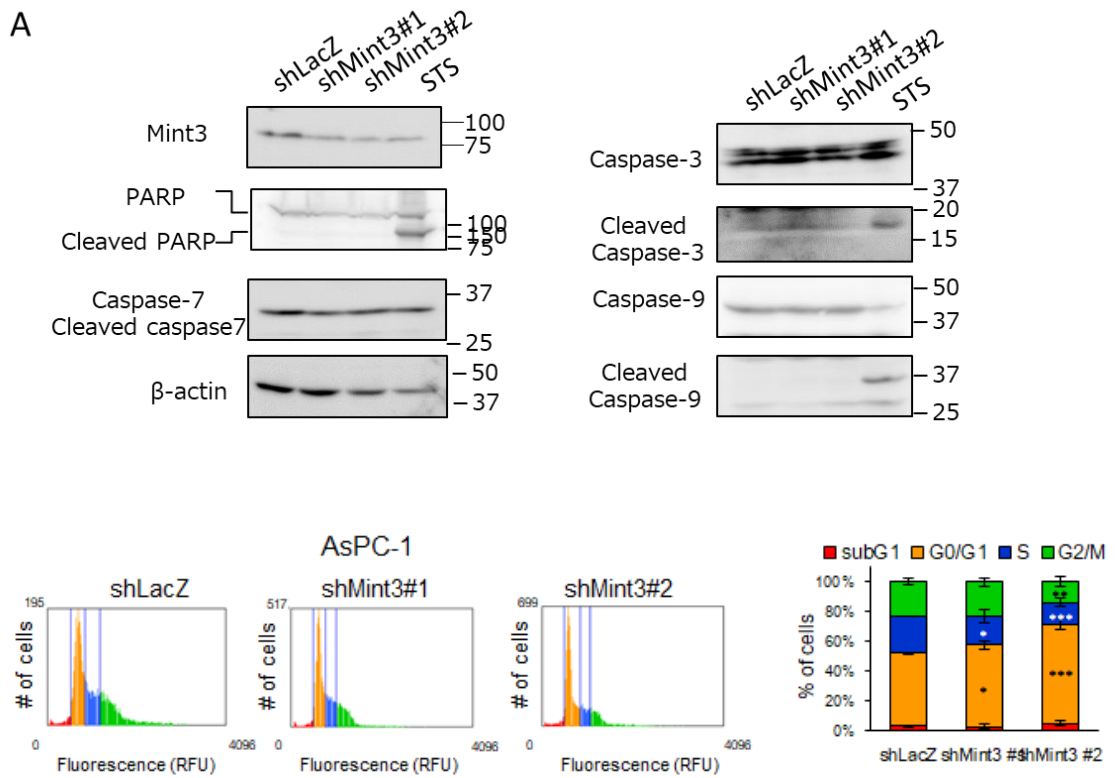 A
shLacZ
shMint3#1
shMint3#2
STS
Mint3
100
75
PARP
Cleaved PARP
100
150
75
Caspase-7
Cleaved caspase7
37
25
β-actin
50
37
shLacZ
shMint3#1
shMint3#2
STS
Caspase-3
50
37
Cleaved
Caspase-3
20
15
Caspase-9
50
37
Cleaved
Caspase-9
37
25
AsPC-1
shLacZ
195
# of cells
0
4096
Fluorescence (RFU)
shMint3#1
517
# of cells
0
4096
Fluorescence (RFU)
shMint3#2
699
# of cells
0
4096
Fluorescence (RFU)
subG1 G0/G1 S G2/M
% of cells
100%
80%
60%
40%
20%
0%
*
*
**
***
***
shLacZ shMint3 #1 shMint3 #2